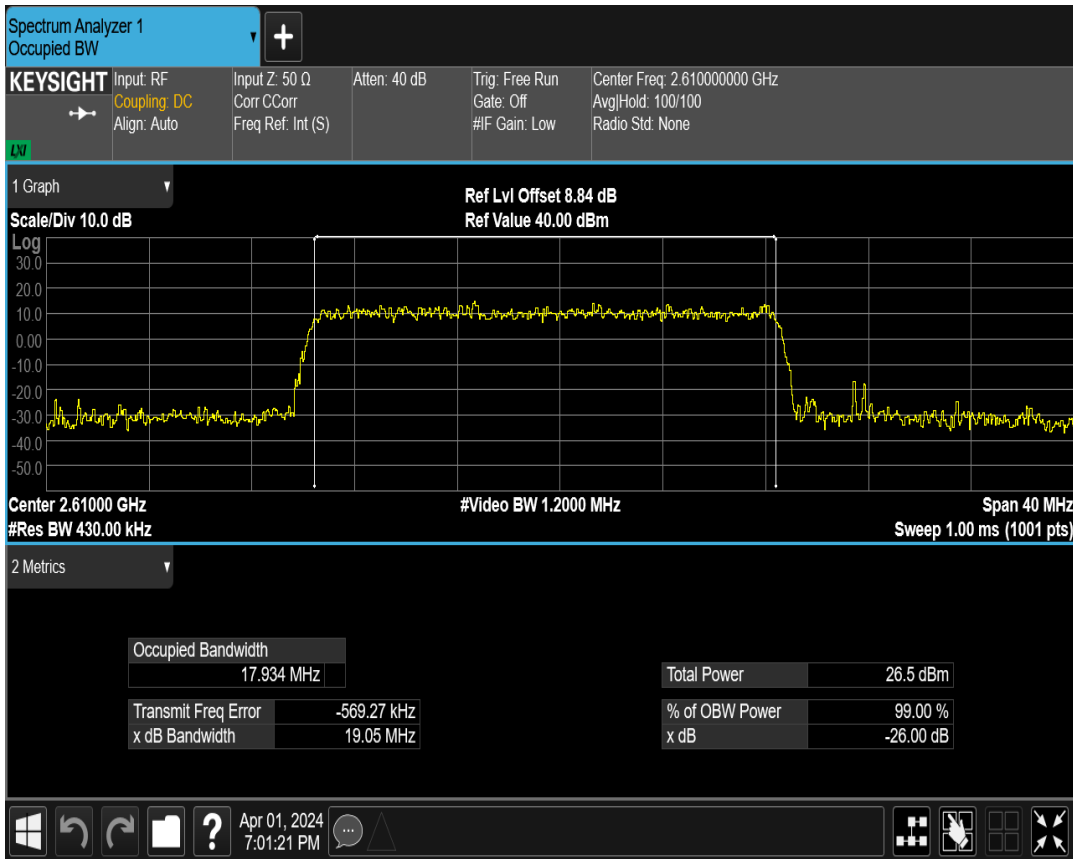 Spectrum Analyzer 1
Occupied BW
KEYSIGHT
LXI
Input: RF
Coupling: DC
Align: Auto
Input Z: 50 Ω
Corr CCorr
Freq Ref: Int (S)
Atten: 40 dB
Trig: Free Run
Gate: Off
#IF Gain: Low
Center Freq: 2.610000000 GHz
Avg|Hold: 100/100
Radio Std: None
1 Graph
Scale/Div 10.0 dB
Ref Lvl Offset 8.84 dB
Ref Value 40.00 dBm
Log
30.0
20.0
10.0
0.00
-10.0
-20.0
-30.0
-40.0
-50.0
Center 2.61000 GHz
#Res BW 430.00 kHz
#Video BW 1.2000 MHz
Span 40 MHz
Sweep 1.00 ms (1001 pts)
2 Metrics
Occupied Bandwidth
17.934 MHz
Transmit Freq Error -569.27 kHz
x dB Bandwidth 19.05 MHz
Total Power 26.5 dBm
% of OBW Power 99.00 %
x dB -26.00 dB
Apr 01, 2024
7:01:21 PM